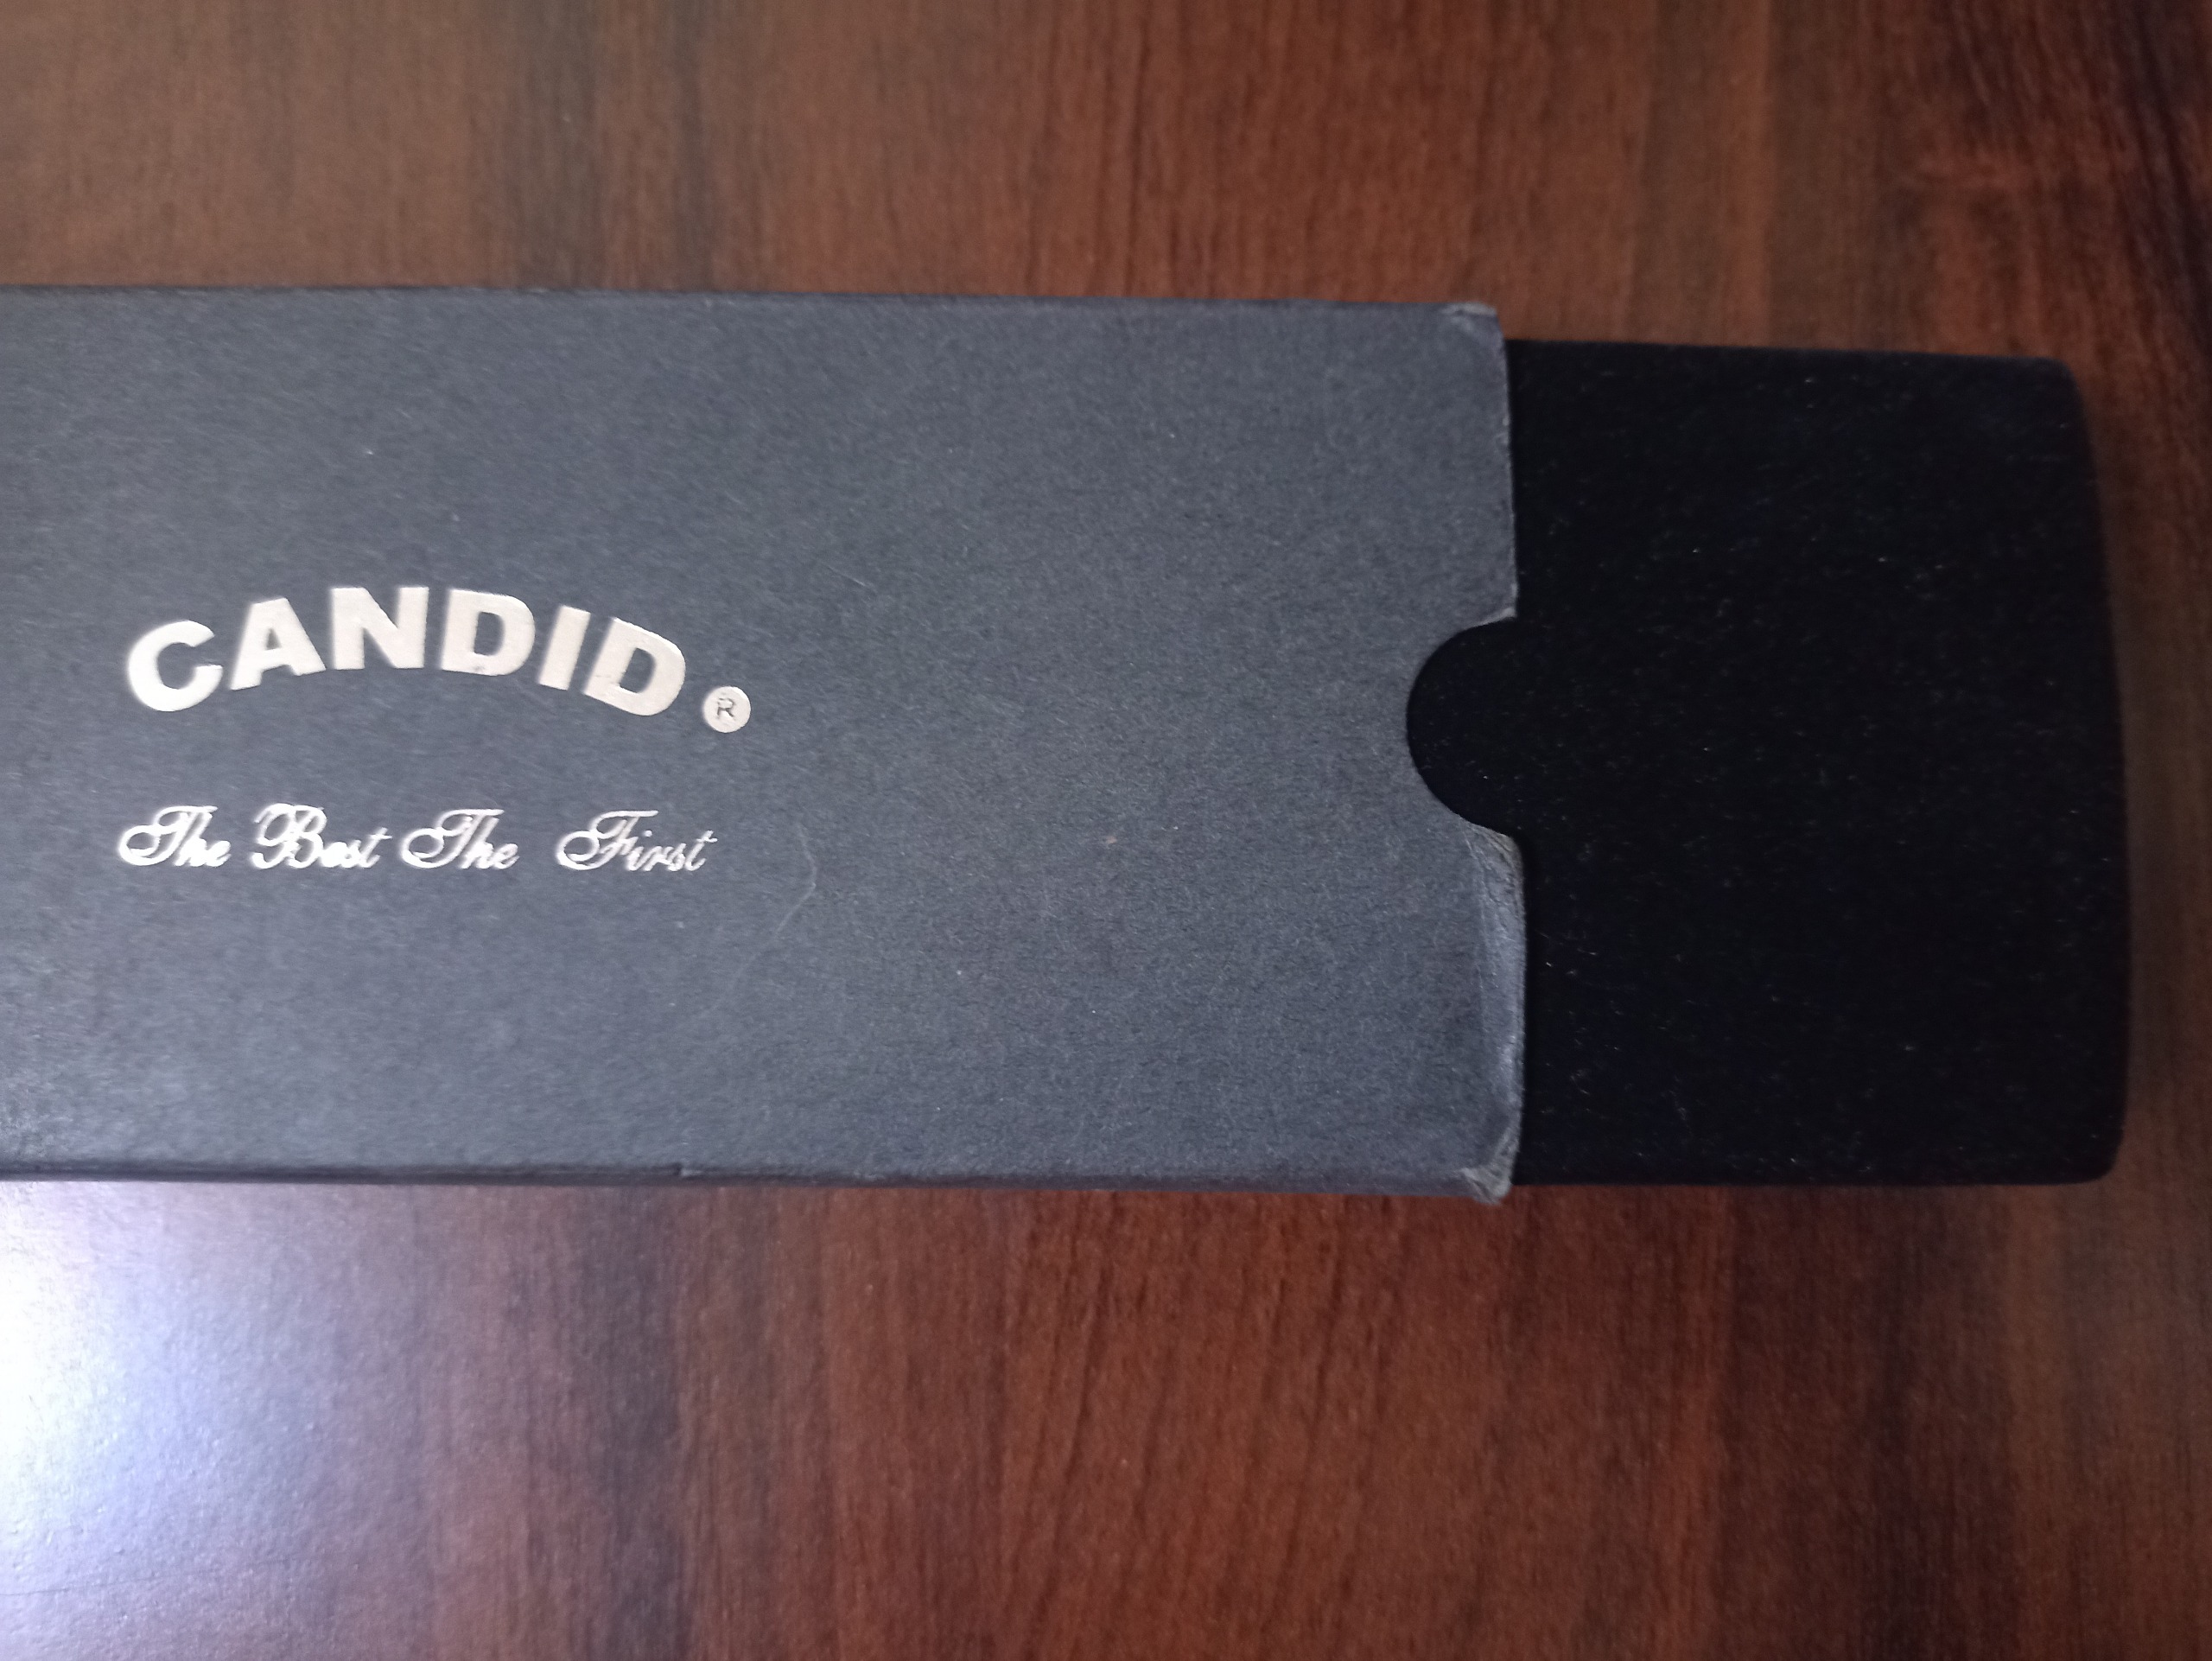 CANDID ®
The Best The First